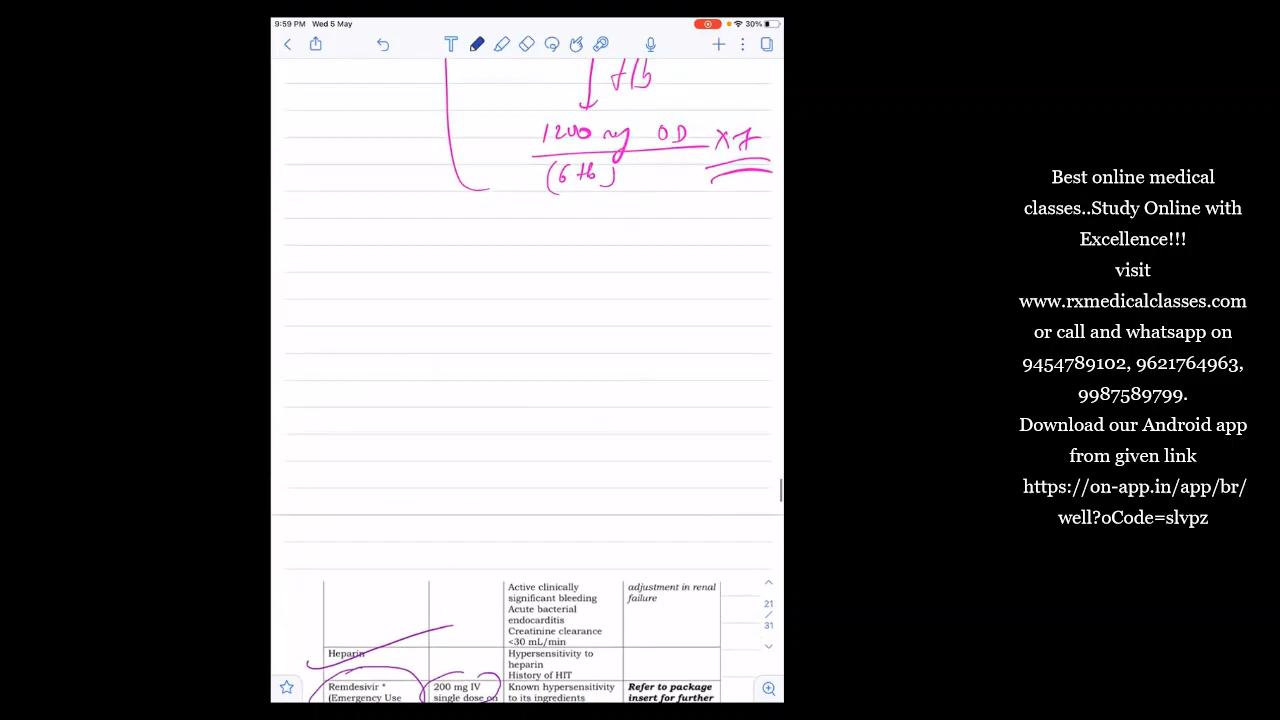 9:59 PM Wed 5 May
30%
T
1200 mg OD x 7
(6 tb)
21
/
31
Active clinically
significant bleeding
Acute bacterial
endocarditis
Creatinine clearance
<30 mL/min
adjustment in renal
failure
Heparin
Hypersensitivity to
heparin
History of HIT
Remdesivir *
(Emergency Use
200 mg IV
single dose on
Known hypersensitivity
to its ingredients
Refer to package
insert for further
Best online medical
classes..Study Online with
Excellence!!!
visit
www.rxmedicalclasses.com
or call and whatsapp on
9454789102, 9621764963,
9987589799.
Download our Android app
from given link
https://on-app.in/app/br/
well?oCode=slvpz